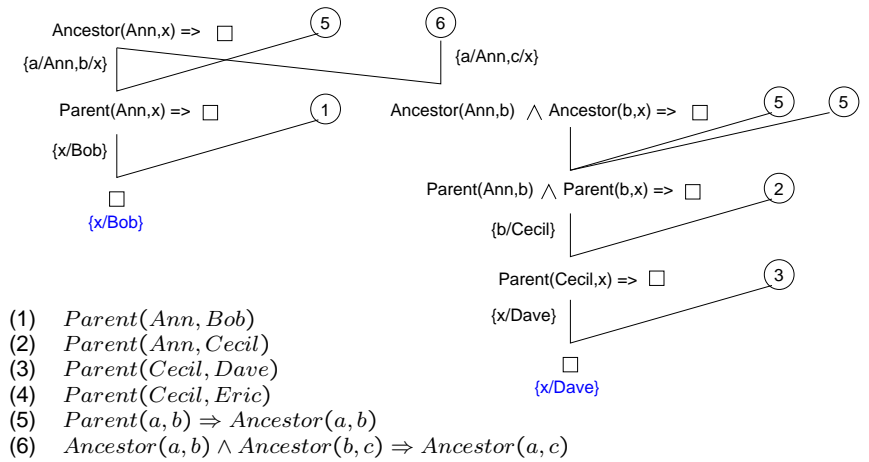 Ancestor(Ann,x) => □ 5 6
{a/Ann,b/x} {a/Ann,c/x}
Parent(Ann,x) => □ 1 Ancestor(Ann,b) ∧ Ancestor(b,x) => □ 5 5
{x/Bob}
□ Parent(Ann,b) ∧ Parent(b,x) => □ 2
{x/Bob} {b/Cecil}
Parent(Cecil,x) => □ 3
{x/Dave}
□
{x/Dave}
(1) Parent(Ann, Bob)
(2) Parent(Ann, Cecil)
(3) Parent(Cecil, Dave)
(4) Parent(Cecil, Eric)
(5) Parent(a, b) ⇒ Ancestor(a, b)
(6) Ancestor(a, b) ∧ Ancestor(b, c) ⇒ Ancestor(a, c)